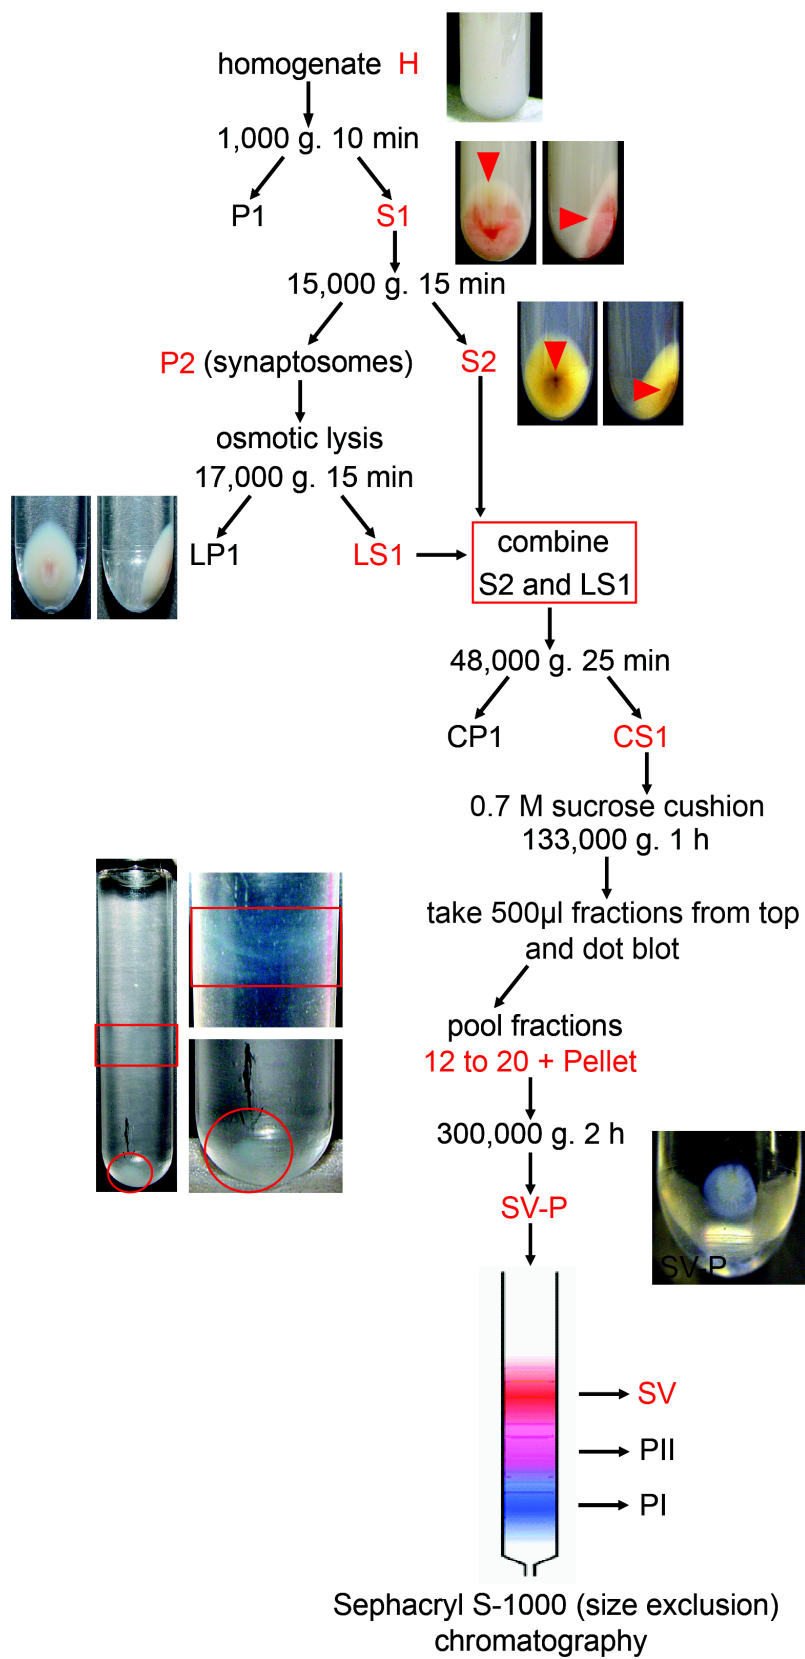 homogenate H
1,000 g. 10 min
P1 S1
15,000 g. 15 min
P2 (synaptosomes) S2
osmotic lysis
17,000 g. 15 min
LP1 LS1
combine
S2 and LS1
48,000 g. 25 min
CP1 CS1
0.7 M sucrose cushion
133,000 g. 1 h
take 500µl fractions from top
and dot blot
pool fractions
12 to 20 + Pellet
300,000 g. 2 h
SV-P
SV-P
SV
PII
PI
Sephacryl S-1000 (size exclusion)
chromatography